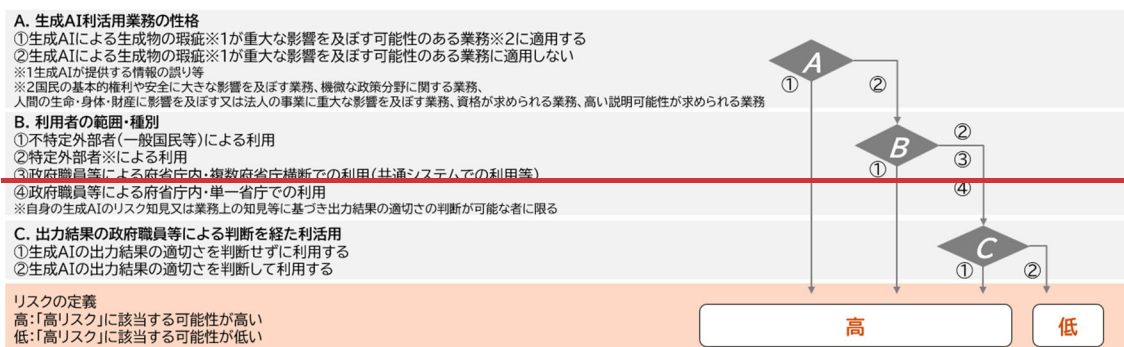 A. 生成AI利活用業務の性格
①生成AIによる生成物の瑕疵※1が重大な影響を及ぼす可能性のある業務※2に適用する
②生成AIによる生成物の瑕疵※1が重大な影響を及ぼす可能性のある業務に適用しない
※1生成AIが提供する情報の誤り等
※2国民の基本的権利や安全に大きな影響を及ぼす業務、機微な政策分野に関する業務、
人間の生命・身体・財産に影響を及ぼす又は法人の事業に重大な影響を及ぼす業務、資格が求められる業務、高い説明可能性が求められる業務
B. 利用者の範囲・種別
①不特定外部者(一般国民等)による利用
②特定外部者※による利用
③政府職員等による府省庁内・複数府省庁横断での利用(共通システムでの利用等)
④政府職員等による府省庁内・単一省庁での利用
※自身の生成AIのリスク知見又は業務上の知見等に基づき出力結果の適切さの判断が可能な者に限る
C. 出力結果の政府職員等による判断を経た利活用
①生成AIの出力結果の適切さを判断せずに利用する
②生成AIの出力結果の適切さを判断して利用する
リスクの定義
高:「高リスク」に該当する可能性が高い
低:「高リスク」に該当する可能性が低い
A
① ②
B
①
②
③
④
C
① ②
高 低